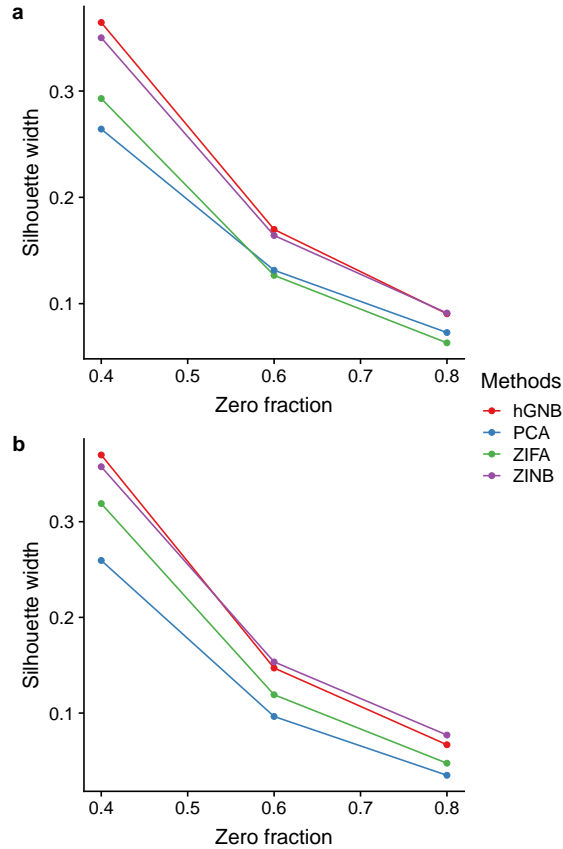 a
0.3
0.2
0.1
Silhouette width
0.4 0.5 0.6 0.7 0.8
Zero fraction
Methods
hGNB
PCA
ZIFA
ZINB
b
0.3
0.2
0.1
Silhouette width
0.4 0.5 0.6 0.7 0.8
Zero fraction